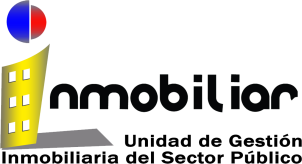 inmobiliar
Unidad de Gestión
Inmobiliaria del Sector Público